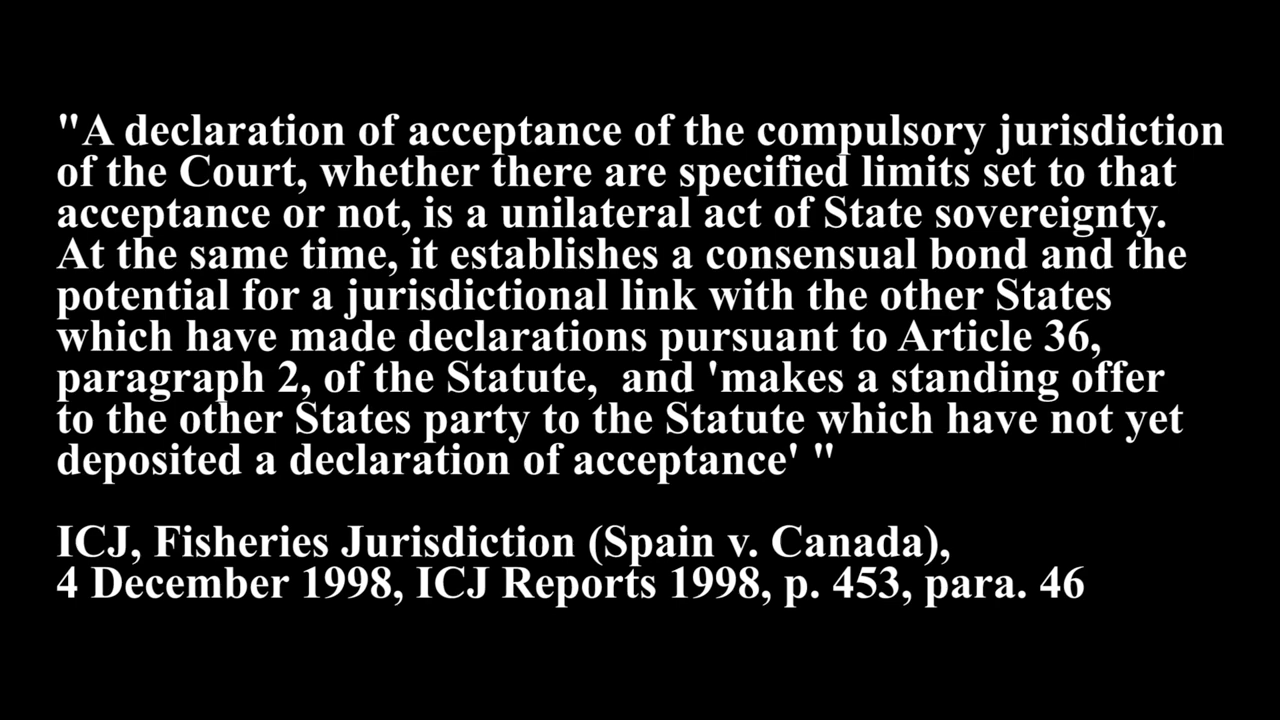 "A declaration of acceptance of the compulsory jurisdiction
of the Court, whether there are specified limits set to that
acceptance or not, is a unilateral act of State sovereignty.
At the same time, it establishes a consensual bond and the
potential for a jurisdictional link with the other States
which have made declarations pursuant to Article 36,
paragraph 2, of the Statute,  and 'makes a standing offer
to the other States party to the Statute which have not yet
deposited a declaration of acceptance' "
ICJ, Fisheries Jurisdiction (Spain v. Canada),
4 December 1998, ICJ Reports 1998, p. 453, para. 46